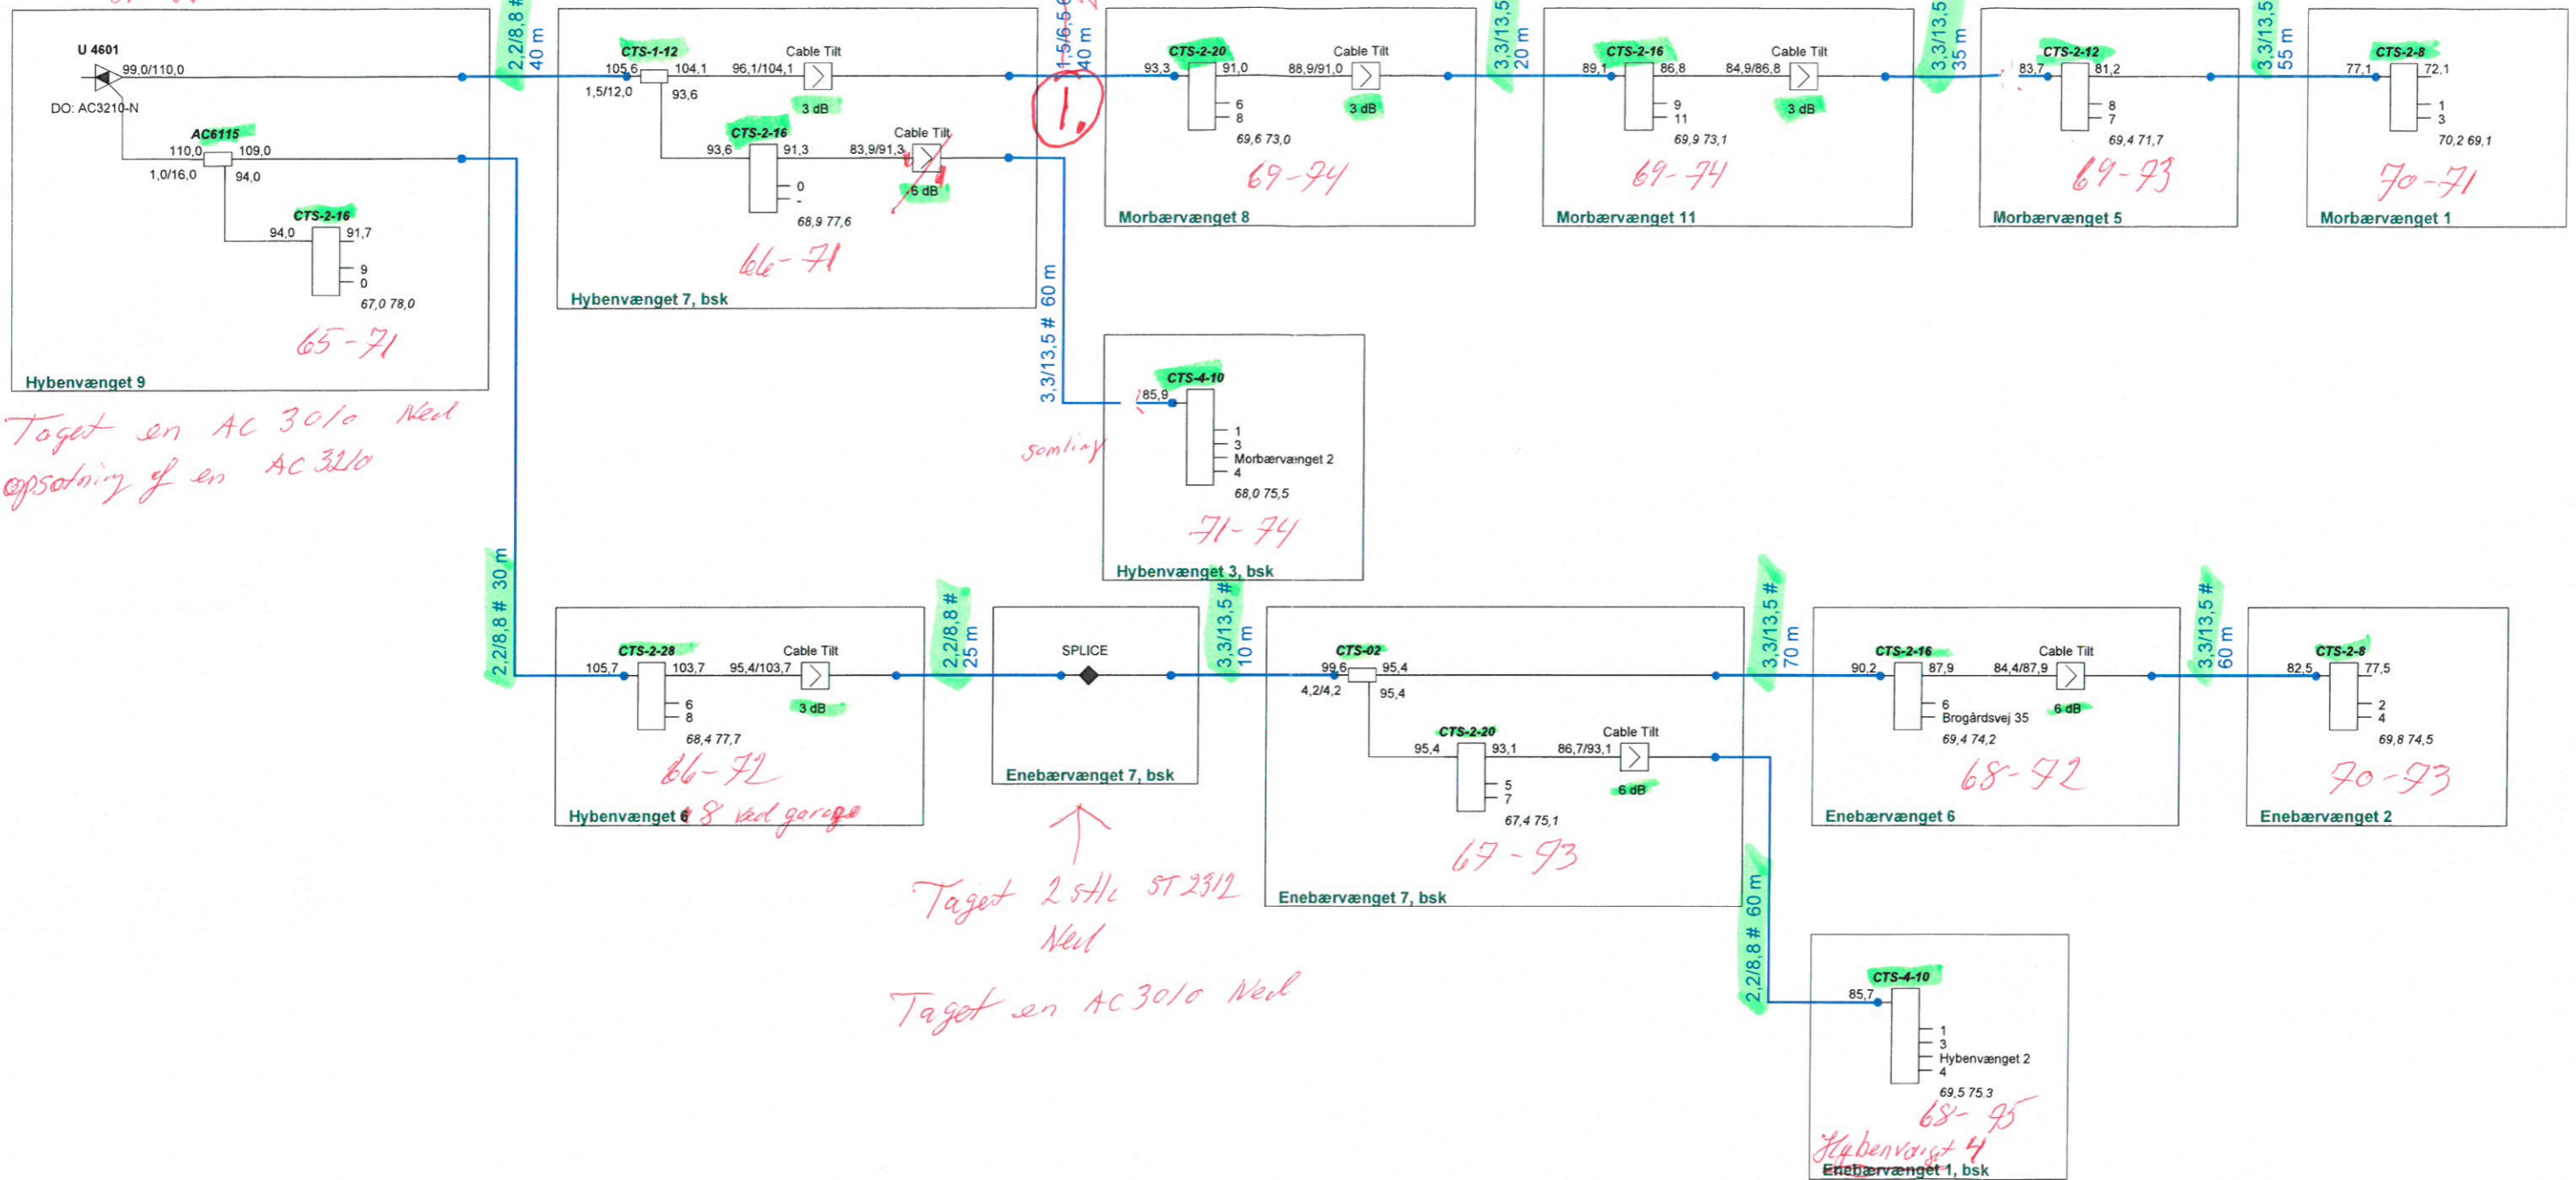 U 4601
99,0/110,0
DO: AC3210-N
AC6115
110,0
109,0
1,0/16,0
94,0
CTS-2-16
94,0
91,7
9
0
67,0 78,0
65-71
Hybenvænget 9
Taget en AC 3010 Ned
opsætning af en AC 3210
2,2/8,8 #
40 m
CTS-1-12
105,6
104,1
1,5/12,0
93,6
96,1/104,1
Cable Tilt
3 dB
CTS-2-16
93,6
91,3
0
-
68,9 77,6
83,9/91,3
Cable Tilt
6 dB
66-71
Hybenvænget 7, bsk
1,5/6,5
40 m
1.
CTS-2-20
93,3
91,0
6
8
69,6 73,0
88,9/91,0
Cable Tilt
3 dB
69-74
Morbærvænget 8
3,3/13,5
20 m
CTS-2-16
89,1
86,8
9
11
69,9 73,1
84,9/86,8
Cable Tilt
3 dB
69-74
Morbærvænget 11
3,3/13,5
35 m
CTS-2-12
83,7
81,2
8
7
69,4 71,7
69-73
Morbærvænget 5
3,3/13,5
55 m
CTS-2-8
77,1
72,1
1
3
70,2 69,1
70-71
Morbærvænget 1
3,3/13,5 # 60 m
samling
CTS-4-10
85,9
1
3
Morbærvænget 2
4
68,0 75,5
71-74
Hybenvænget 3, bsk
2,2/8,8 # 30 m
CTS-2-28
105,7
103,7
6
8
68,4 77,7
95,4/103,7
Cable Tilt
3 dB
66-72
Hybenvænget 6 8 ved garage
2,2/8,8 #
25 m
SPLICE
Enebærvænget 7, bsk
Taget 2 stk ST 2312
Ned
Taget en AC 3010 Ned
3,3/13,5 #
10 m
CTS-02
99,6
95,4
4,2/4,2
95,4
CTS-2-20
95,4
93,1
5
7
67,4 75,1
86,7/93,1
Cable Tilt
6 dB
67-73
Enebærvænget 7, bsk
3,3/13,5 #
70 m
CTS-2-16
90,2
87,9
6
Brogårdsvej 35
69,4 74,2
84,4/87,9
Cable Tilt
6 dB
68-72
Enebærvænget 6
3,3/13,5 #
60 m
CTS-2-8
82,5
77,5
2
4
69,8 74,5
70-73
Enebærvænget 2
2,2/8,8 # 60 m
CTS-4-10
85,7
1
3
Hybenvænget 2
4
69,5 75,3
68-75
Hybenvænget 4
Enebærvænget 1, bsk